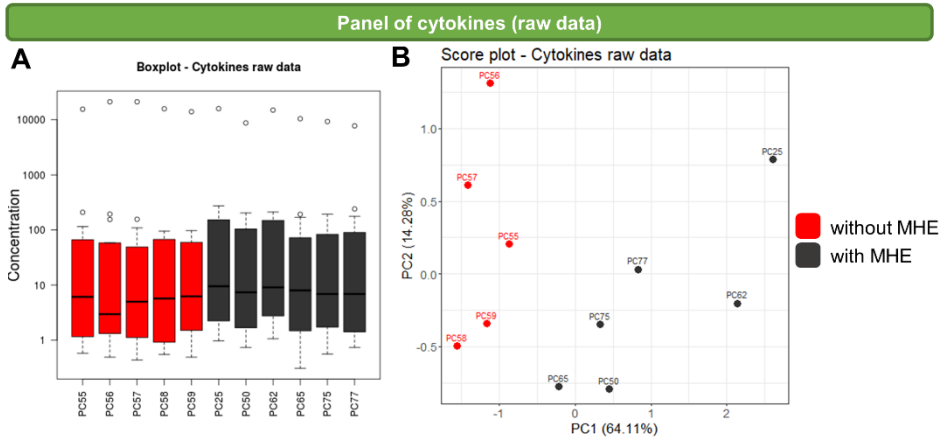 Panel of cytokines (raw data)
A
Boxplot - Cytokines raw data
Concentration
10000
1000
100
10
1
PC55
PC56
PC57
PC58
PC59
PC25
PC50
PC62
PC65
PC75
PC77
B
Score plot - Cytokines raw data
PC2 (14.28%)
1.0
0.5
0.0
-0.5
PC56
PC25
PC57
PC55
PC77
PC62
PC75
PC59
PC58
PC65
PC50
-1
0
1
2
PC1 (64.11%)
without MHE
with MHE